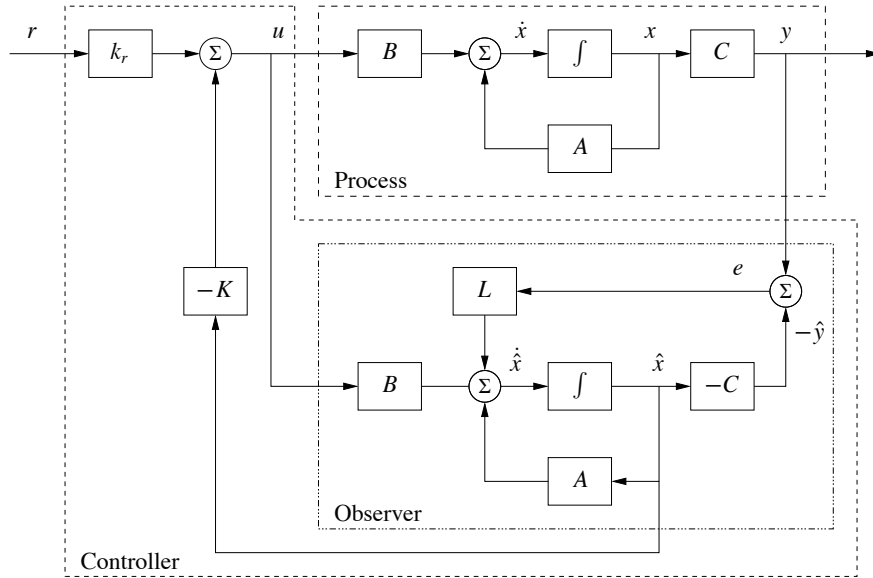 r
k_r
Σ
u
B
Σ
ẋ
∫
x
C
y
A
Process
−K
L
e
Σ
−ŷ
B
Σ
x̂̇
∫
x̂
−C
A
Observer
Controller